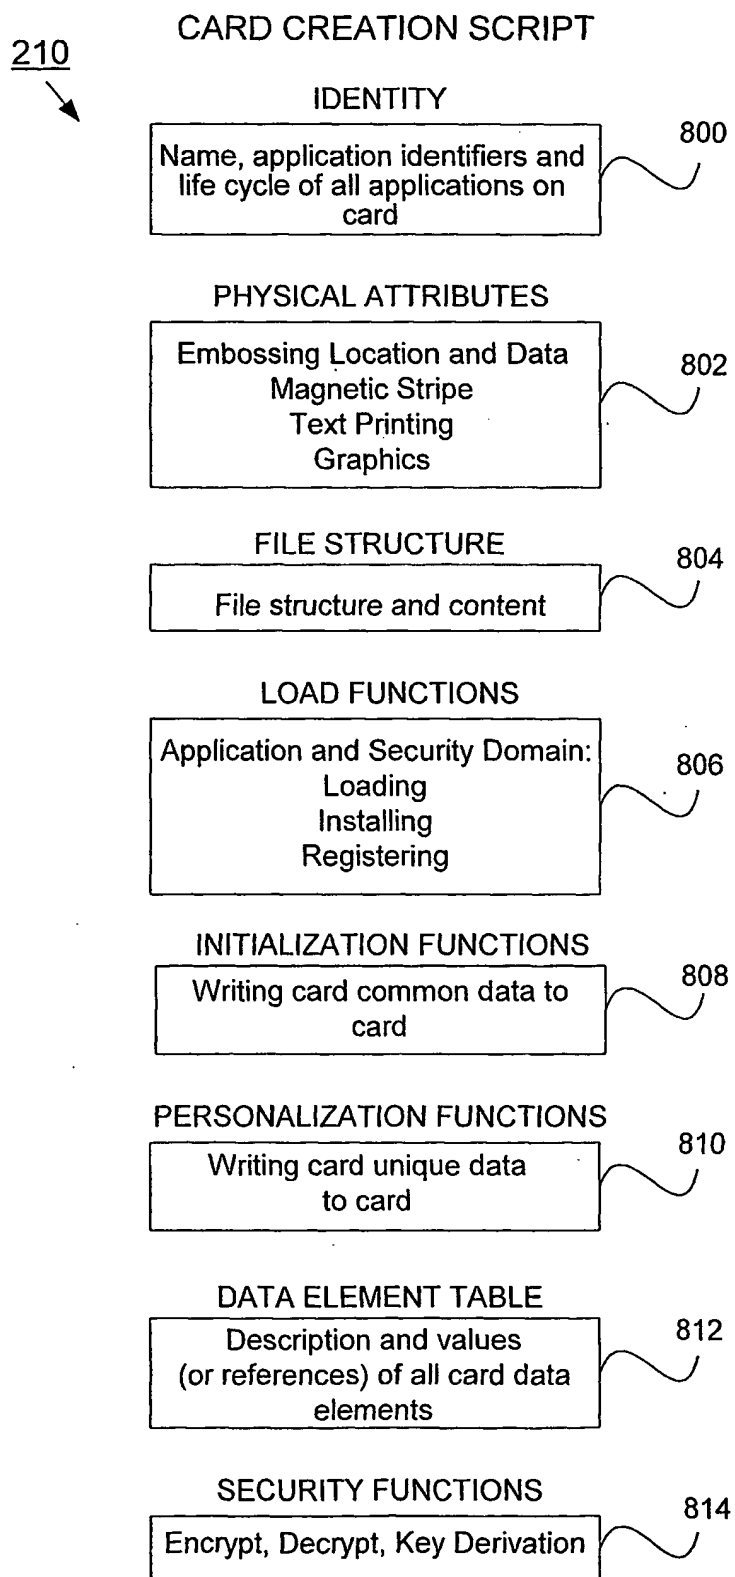 CARD CREATION SCRIPT
210
IDENTITY
800
Name, application identifiers and
life cycle of all applications on
card
PHYSICAL ATTRIBUTES
802
Embossing Location and Data
Magnetic Stripe
Text Printing
Graphics
FILE STRUCTURE
804
File structure and content
LOAD FUNCTIONS
806
Application and Security Domain:
Loading
Installing
Registering
INITIALIZATION FUNCTIONS
808
Writing card common data to
card
PERSONALIZATION FUNCTIONS
810
Writing card unique data
to card
DATA ELEMENT TABLE
812
Description and values
(or references) of all card data
elements
SECURITY FUNCTIONS
814
Encrypt, Decrypt, Key Derivation